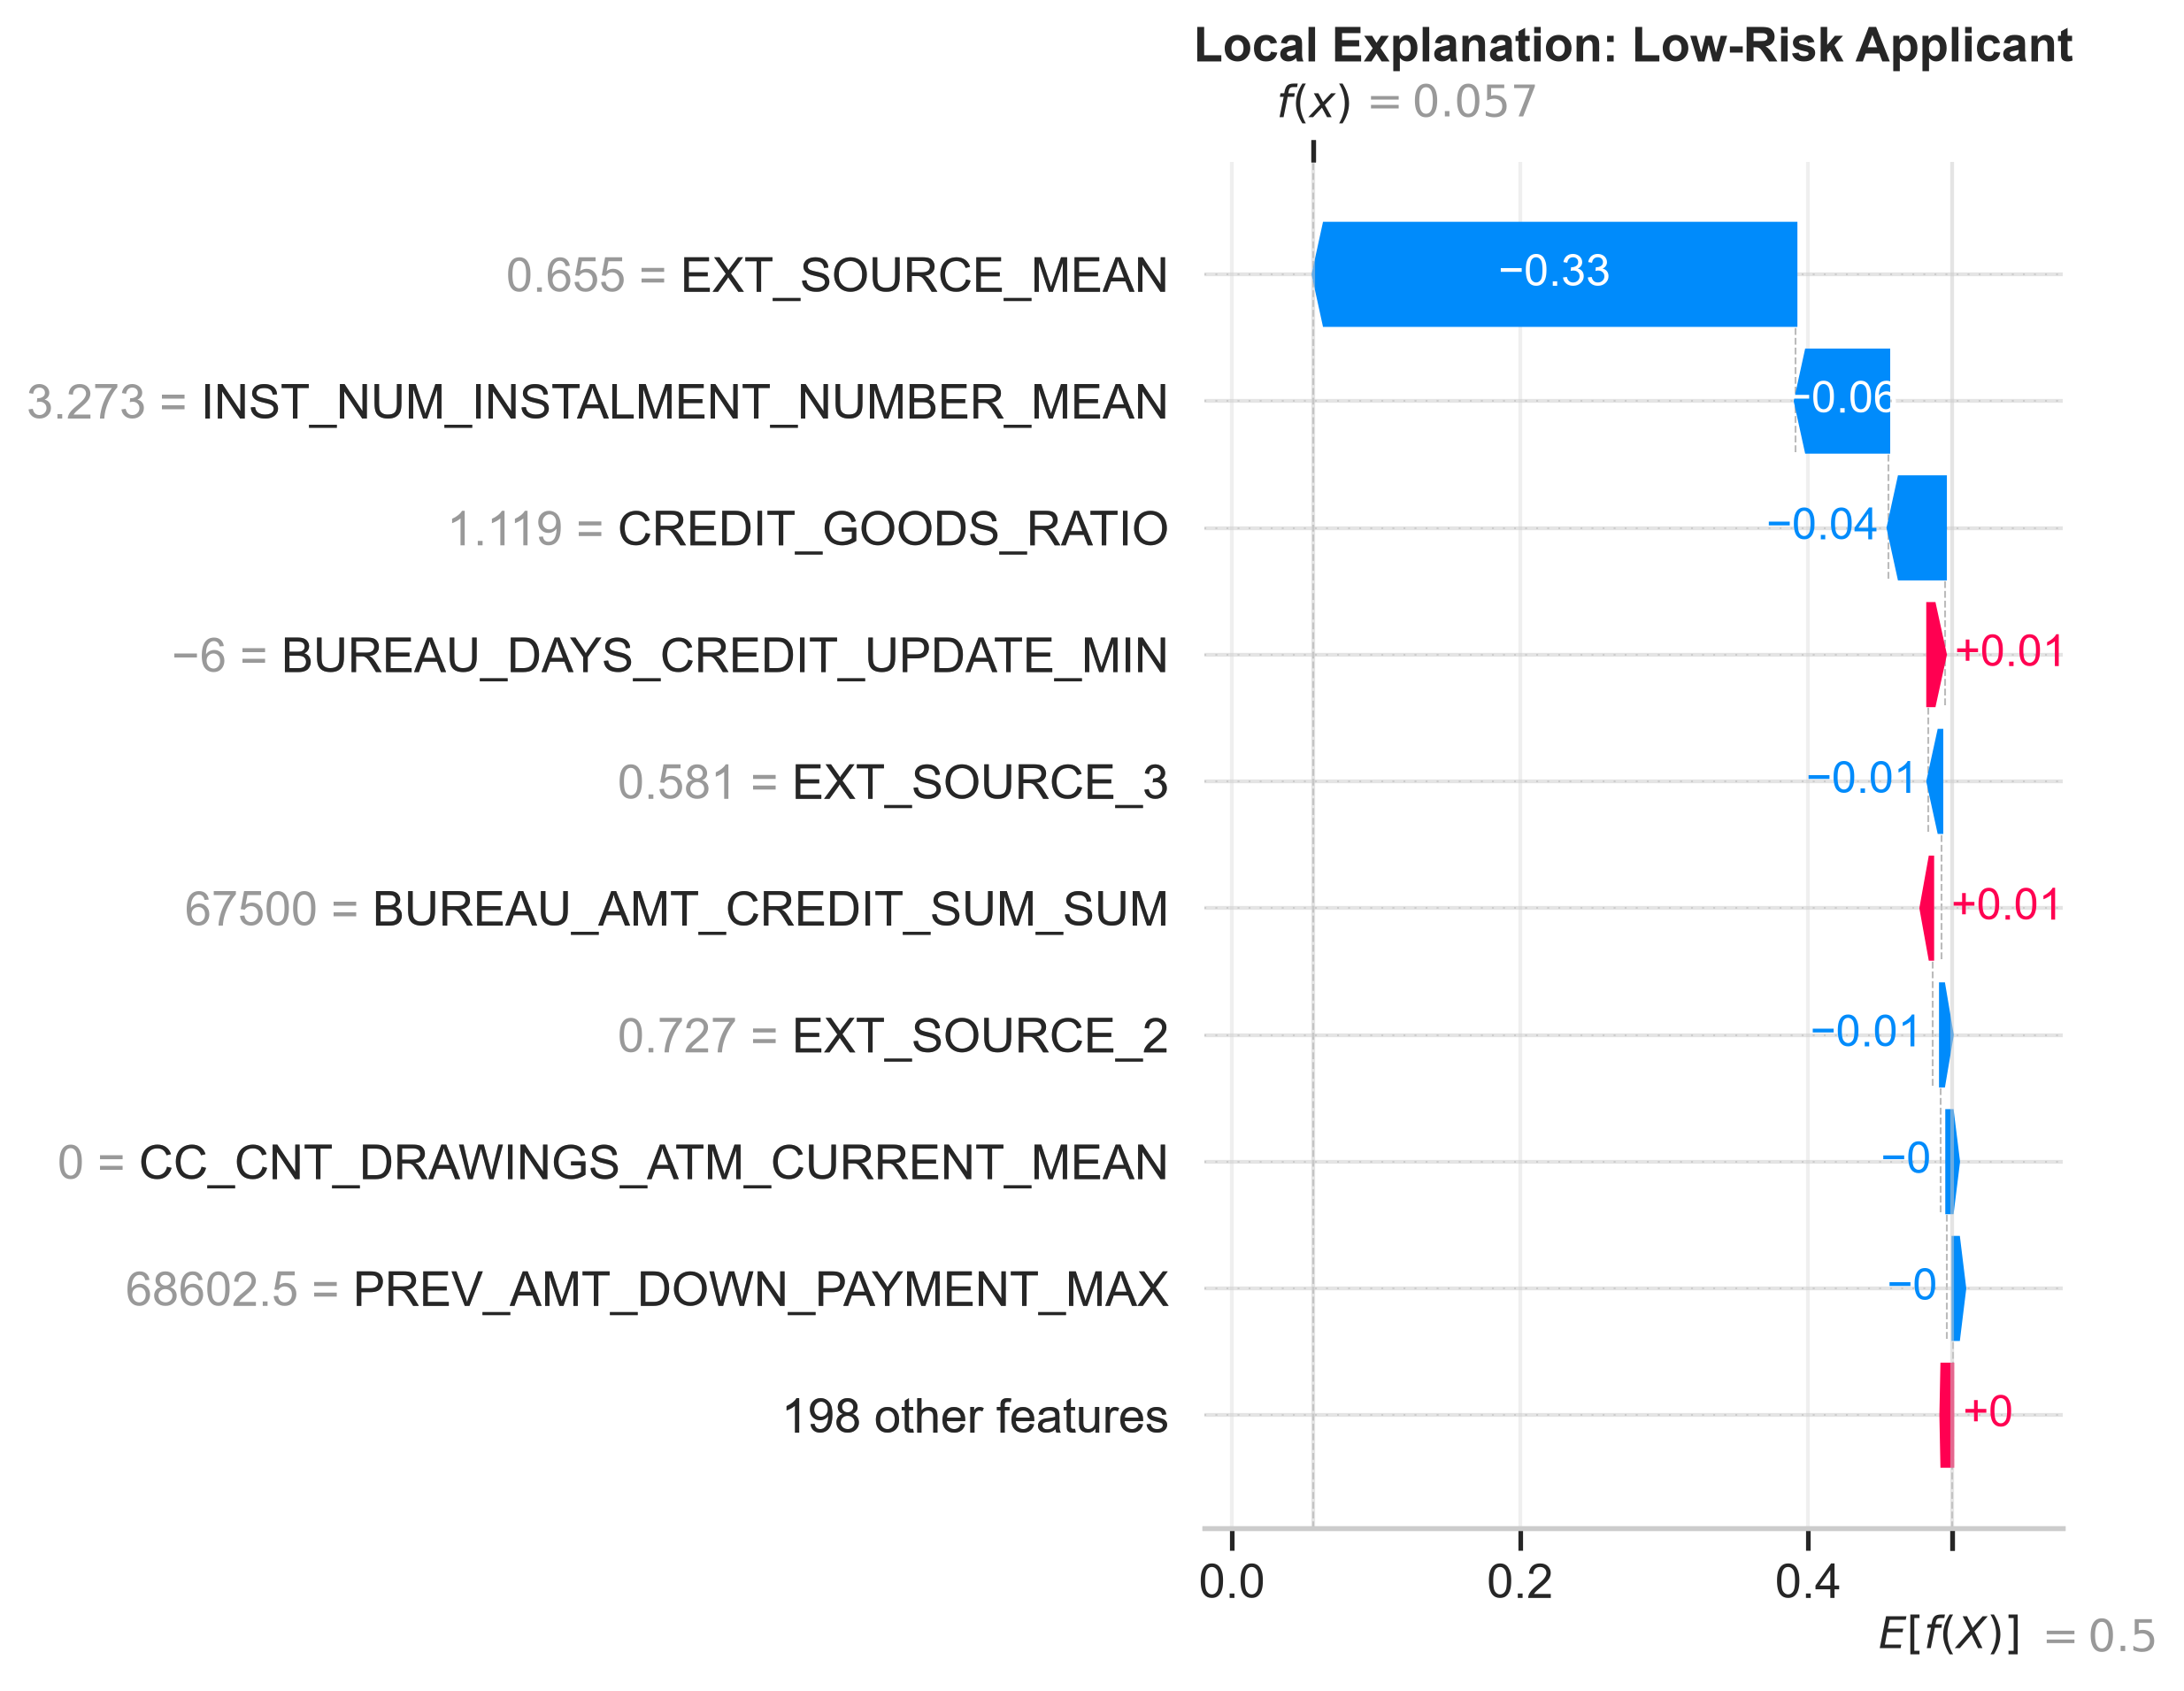 Local Explanation: Low-Risk Applicant
f(x) = 0.057
0.655 = EXT_SOURCE_MEAN
−0.33
3.273 = INST_NUM_INSTALMENT_NUMBER_MEAN
−0.06
1.119 = CREDIT_GOODS_RATIO
−0.04
−6 = BUREAU_DAYS_CREDIT_UPDATE_MIN
+0.01
0.581 = EXT_SOURCE_3
−0.01
67500 = BUREAU_AMT_CREDIT_SUM_SUM
+0.01
0.727 = EXT_SOURCE_2
−0.01
0 = CC_CNT_DRAWINGS_ATM_CURRENT_MEAN
−0
68602.5 = PREV_AMT_DOWN_PAYMENT_MAX
−0
198 other features
+0
0.0 0.2 0.4
E[f(X)] = 0.5